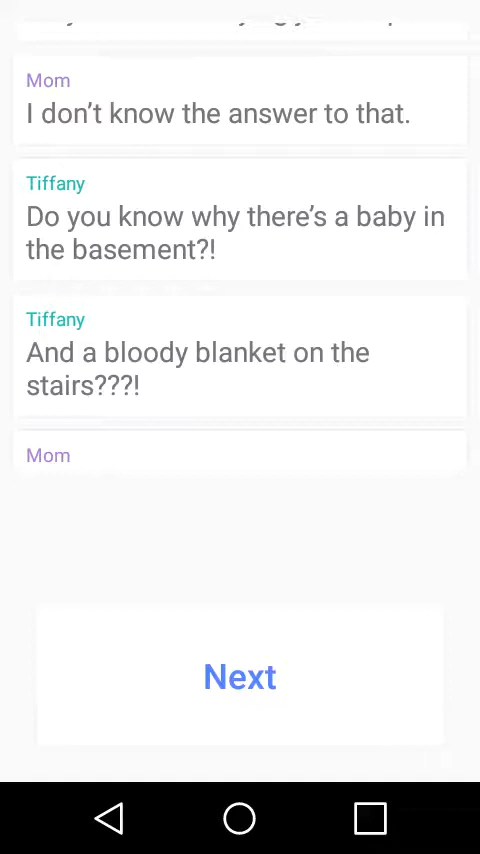 Mom
I don't know the answer to that.
Tiffany
Do you know why there's a baby in
the basement?!
Tiffany
And a bloody blanket on the
stairs???!
Mom
Next